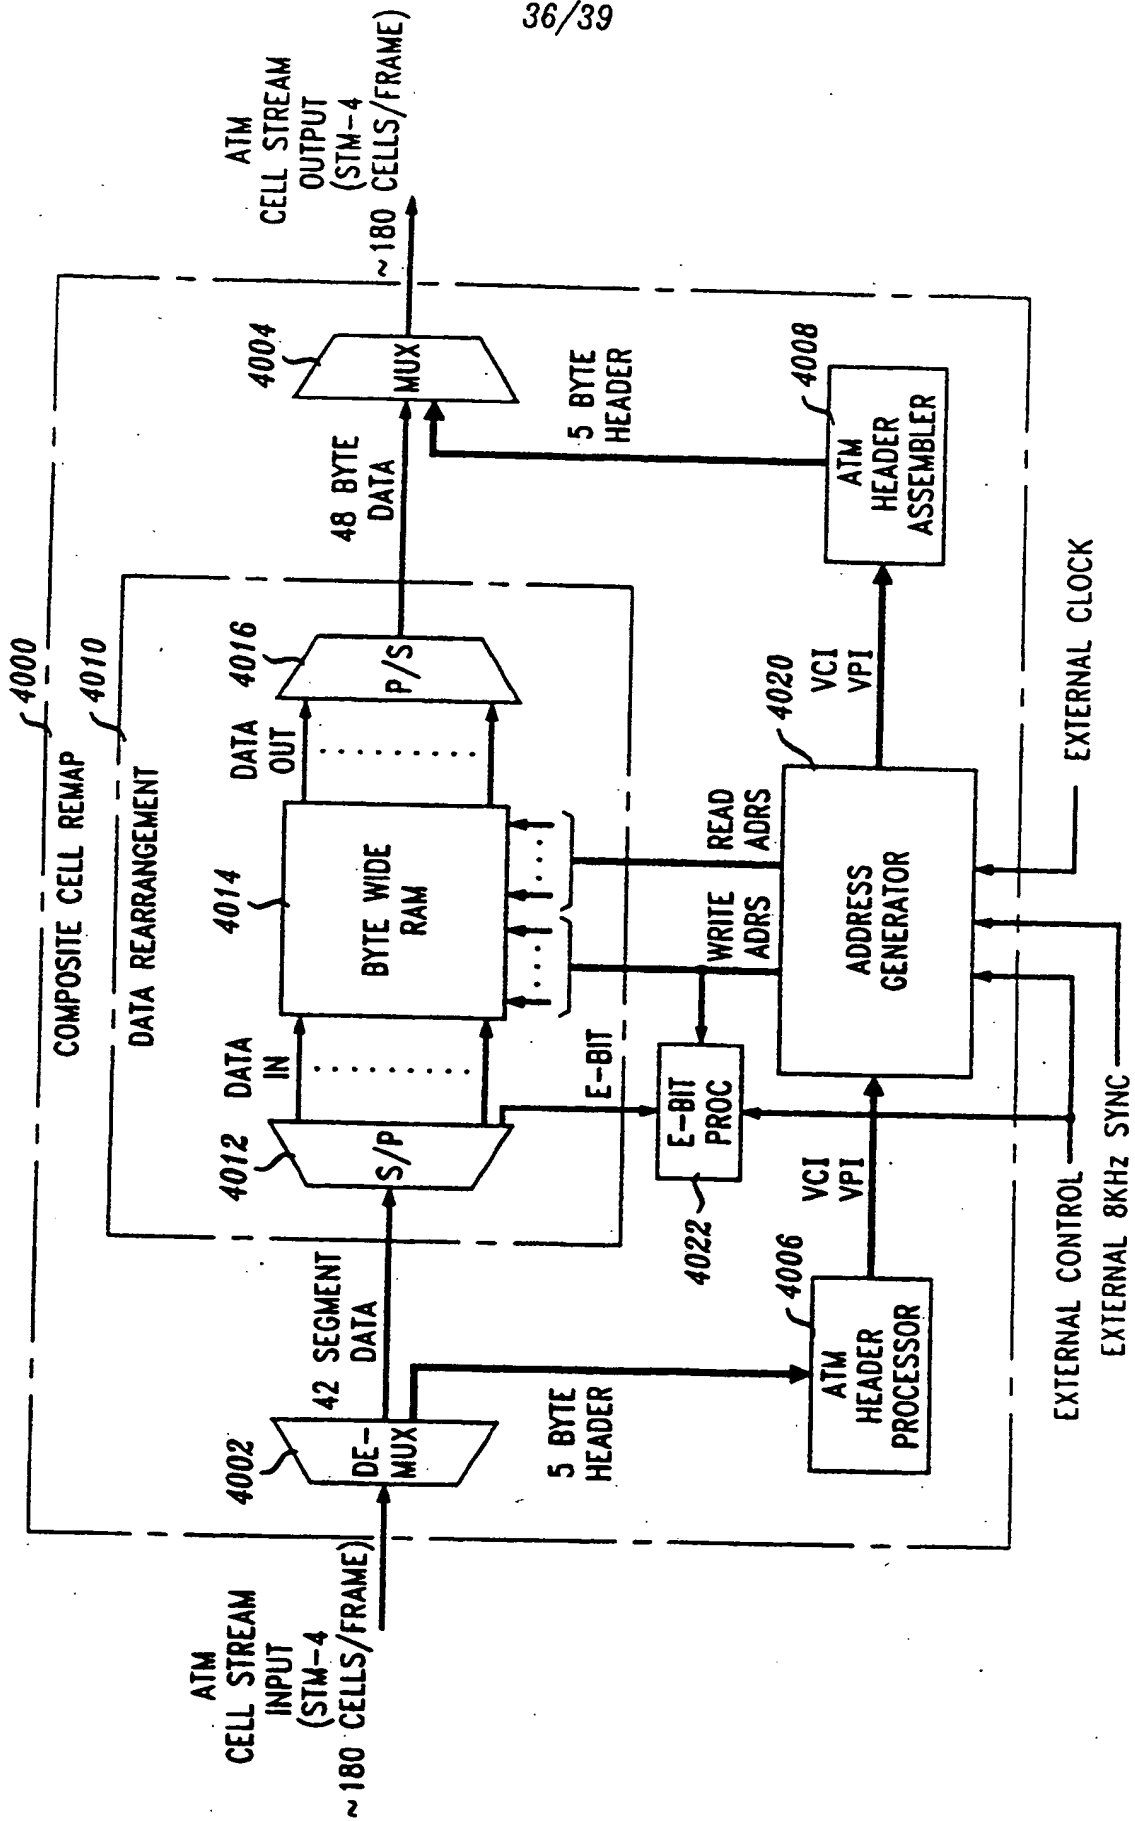 36/39
4000
COMPOSITE CELL REMAP
4010
DATA REARRANGEMENT
ATM
CELL STREAM
INPUT
(STM-4
~180 CELLS/FRAME)
4002
DE-
MUX
42 SEGMENT
DATA
5 BYTE
HEADER
4012
S/P
DATA
IN
4014
BYTE WIDE
RAM
DATA
OUT
4016
P/S
48 BYTE
DATA
4004
MUX
ATM
CELL STREAM
OUTPUT
(STM-4
~180 CELLS/FRAME)
5 BYTE
HEADER
E-BIT
E-BIT
PROC
4022
WRITE
ADRS
READ
ADRS
4006
ATM
HEADER
PROCESSOR
VCI
VPI
4020
ADDRESS
GENERATOR
VCI
VPI
4008
ATM
HEADER
ASSEMBLER
EXTERNAL CONTROL
EXTERNAL 8KHz SYNC
EXTERNAL CLOCK